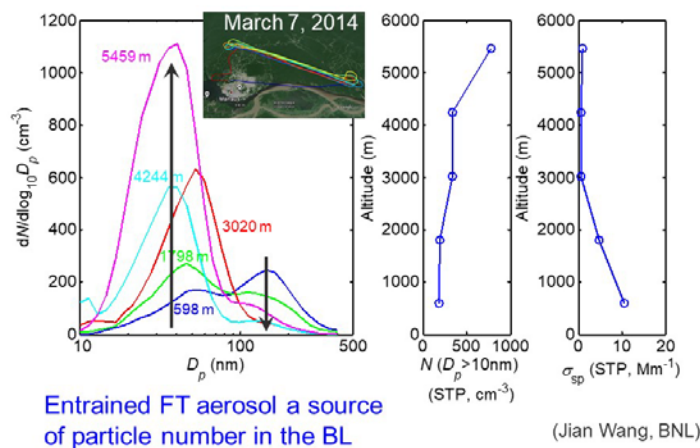 March 7, 2014
1200
1000
800
600
400
200
0
dN/dlog10Dp (cm-3)
5459 m
4244 m
3020 m
1798 m
598 m
10
100
500
Dp (nm)
6000
5000
4000
3000
2000
1000
0
Altitude (m)
0
500
1000
N (Dp>10nm)
(STP, cm-3)
6000
5000
4000
3000
2000
1000
0
Altitude (m)
0
10
20
σsp (STP, Mm-1)
Entrained FT aerosol a source
of particle number in the BL
(Jian Wang, BNL)